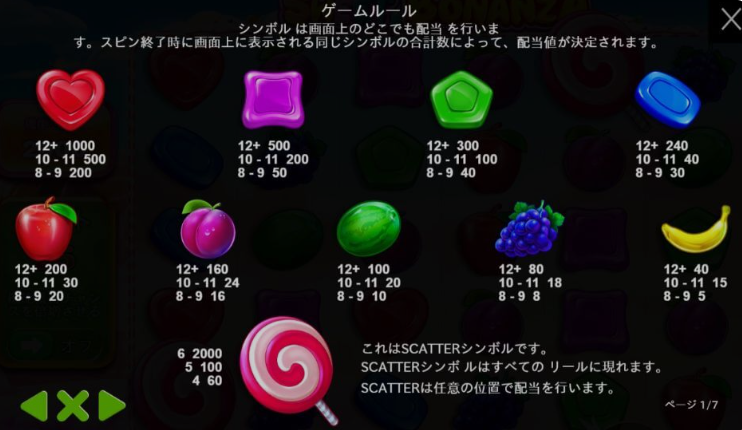 ゲームルール
シンボル は画面上のどこでも配当 を行いま
す。スピン終了時に画面上に表示される同じシンボルの合計数によって、配当値が決定されます。
12+ 1000
10 - 11 500
8 - 9 200
12+ 500
10 - 11 200
8 - 9 50
12+ 300
10 - 11 100
8 - 9 40
12+ 240
10 - 11 40
8 - 9 30
12+ 200
10 - 11 30
8 - 9 20
12+ 160
10 - 11 24
8 - 9 16
12+ 100
10 - 11 20
8 - 9 10
12+ 80
10 - 11 18
8 - 9 8
12+ 40
10 - 11 15
8 - 9 5
6 2000
5 100
4 60
これはSCATTERシンボルです。
SCATTERシンボ ルはすべての リールに現れます。
SCATTERは任意の位置で配当を行います。
ページ 1/7